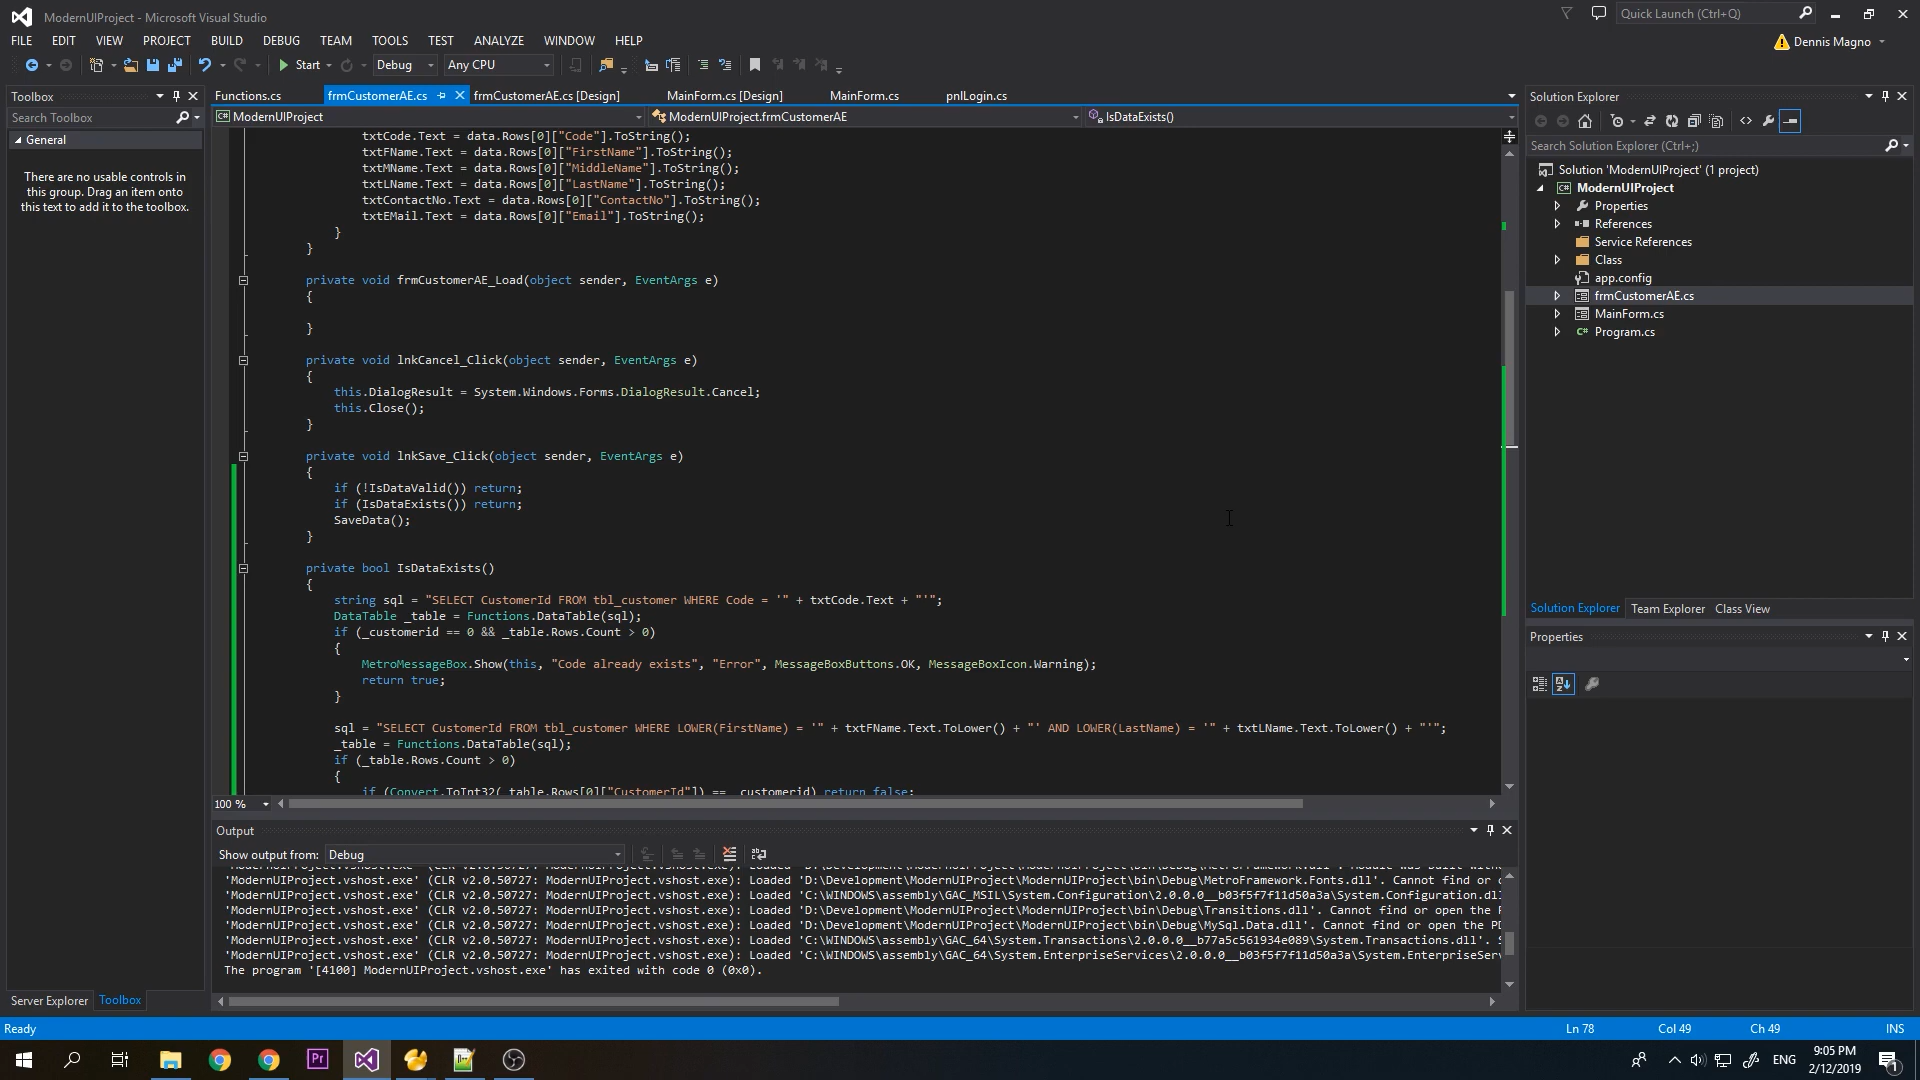 ModernUIProject - Microsoft Visual Studio
Quick Launch (Ctrl+Q)
FILE EDIT VIEW PROJECT BUILD DEBUG TEAM TOOLS TEST ANALYZE WINDOW HELP
Dennis Magno
Start Debug Any CPU
Toolbox
Search Toolbox
General
There are no usable controls in
this group. Drag an item onto
this text to add it to the toolbox.
Server Explorer Toolbox
Functions.cs frmCustomerAE.cs frmCustomerAE.cs [Design] MainForm.cs [Design] MainForm.cs pnlLogin.cs
ModernUIProject ModernUIProject.frmCustomerAE IsDataExists()
txtCode.Text = data.Rows[0]["Code"].ToString();
txtFName.Text = data.Rows[0]["FirstName"].ToString();
txtMName.Text = data.Rows[0]["MiddleName"].ToString();
txtLName.Text = data.Rows[0]["LastName"].ToString();
txtContactNo.Text = data.Rows[0]["ContactNo"].ToString();
txtEMail.Text = data.Rows[0]["Email"].ToString();
}
}
private void frmCustomerAE_Load(object sender, EventArgs e)
{
}
private void lnkCancel_Click(object sender, EventArgs e)
{
this.DialogResult = System.Windows.Forms.DialogResult.Cancel;
this.Close();
}
private void lnkSave_Click(object sender, EventArgs e)
{
if (!IsDataValid()) return;
if (IsDataExists()) return;
SaveData();
}
private bool IsDataExists()
{
string sql = "SELECT CustomerId FROM tbl_customer WHERE Code = '" + txtCode.Text + "'";
DataTable _table = Functions.DataTable(sql);
if (_customerid == 0 && _table.Rows.Count > 0)
{
MetroMessageBox.Show(this, "Code already exists", "Error", MessageBoxButtons.OK, MessageBoxIcon.Warning);
return true;
}
sql = "SELECT CustomerId FROM tbl_customer WHERE LOWER(FirstName) = '" + txtFName.Text.ToLower() + "' AND LOWER(LastName) = '" + txtLName.Text.ToLower() + "'";
_table = Functions.DataTable(sql);
if (_table.Rows.Count > 0)
{
if (Convert.ToInt32(_table.Rows[0]["CustomerId"]) == _customerid) return false;
100 %
Output
Show output from: Debug
'ModernUIProject.vshost.exe' (CLR v2.0.50727: ModernUIProject.vshost.exe): Loaded 'D:\Development\ModernUIProject\ModernUIProject\bin\Debug\MetroFramework.Fonts.dll'. Cannot find or
'ModernUIProject.vshost.exe' (CLR v2.0.50727: ModernUIProject.vshost.exe): Loaded 'C:\WINDOWS\assembly\GAC_MSIL\System.Configuration\2.0.0.0__b03f5f7f11d50a3a\System.Configuration.dll
'ModernUIProject.vshost.exe' (CLR v2.0.50727: ModernUIProject.vshost.exe): Loaded 'D:\Development\ModernUIProject\ModernUIProject\bin\Debug\Transitions.dll'. Cannot find or open the
'ModernUIProject.vshost.exe' (CLR v2.0.50727: ModernUIProject.vshost.exe): Loaded 'D:\Development\ModernUIProject\ModernUIProject\bin\Debug\MySql.Data.dll'. Cannot find or open the
'ModernUIProject.vshost.exe' (CLR v2.0.50727: ModernUIProject.vshost.exe): Loaded 'C:\WINDOWS\assembly\GAC_64\System.Transactions\2.0.0.0__b77a5c561934e089\System.Transactions.dll'.
'ModernUIProject.vshost.exe' (CLR v2.0.50727: ModernUIProject.vshost.exe): Loaded 'C:\WINDOWS\assembly\GAC_64\System.EnterpriseServices\2.0.0.0__b03f5f7f11d50a3a\System.EnterpriseSer
The program '[4100] ModernUIProject.vshost.exe' has exited with code 0 (0x0).
Solution Explorer
Search Solution Explorer (Ctrl+;)
Solution 'ModernUIProject' (1 project)
ModernUIProject
Properties
References
Service References
Class
app.config
frmCustomerAE.cs
MainForm.cs
Program.cs
Solution Explorer Team Explorer Class View
Properties
Ready Ln 78 Col 49 Ch 49 INS
ENG
9:05 PM
2/12/2019